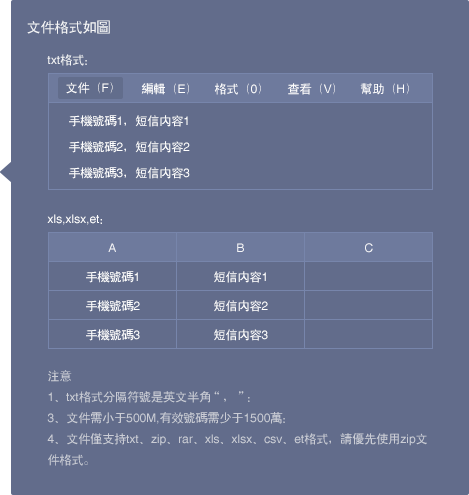 文件格式如圖
txt格式：
文件（F） 編輯（E） 格式（0） 查看（V） 幫助（H）
手機號碼1，短信内容1
手機號碼2，短信内容2
手機號碼3，短信内容3
xls,xlsx,et：
A B C
手機號碼1 短信内容1
手機號碼2 短信内容2
手機號碼3 短信内容3
注意
1、txt格式分隔符號是英文半角“ ， ”；
3、文件需小于500M,有效號碼需少于1500萬；
4、文件僅支持txt、zip、rar、xls、xlsx、csv、et格式，請優先使用zip文
件格式。